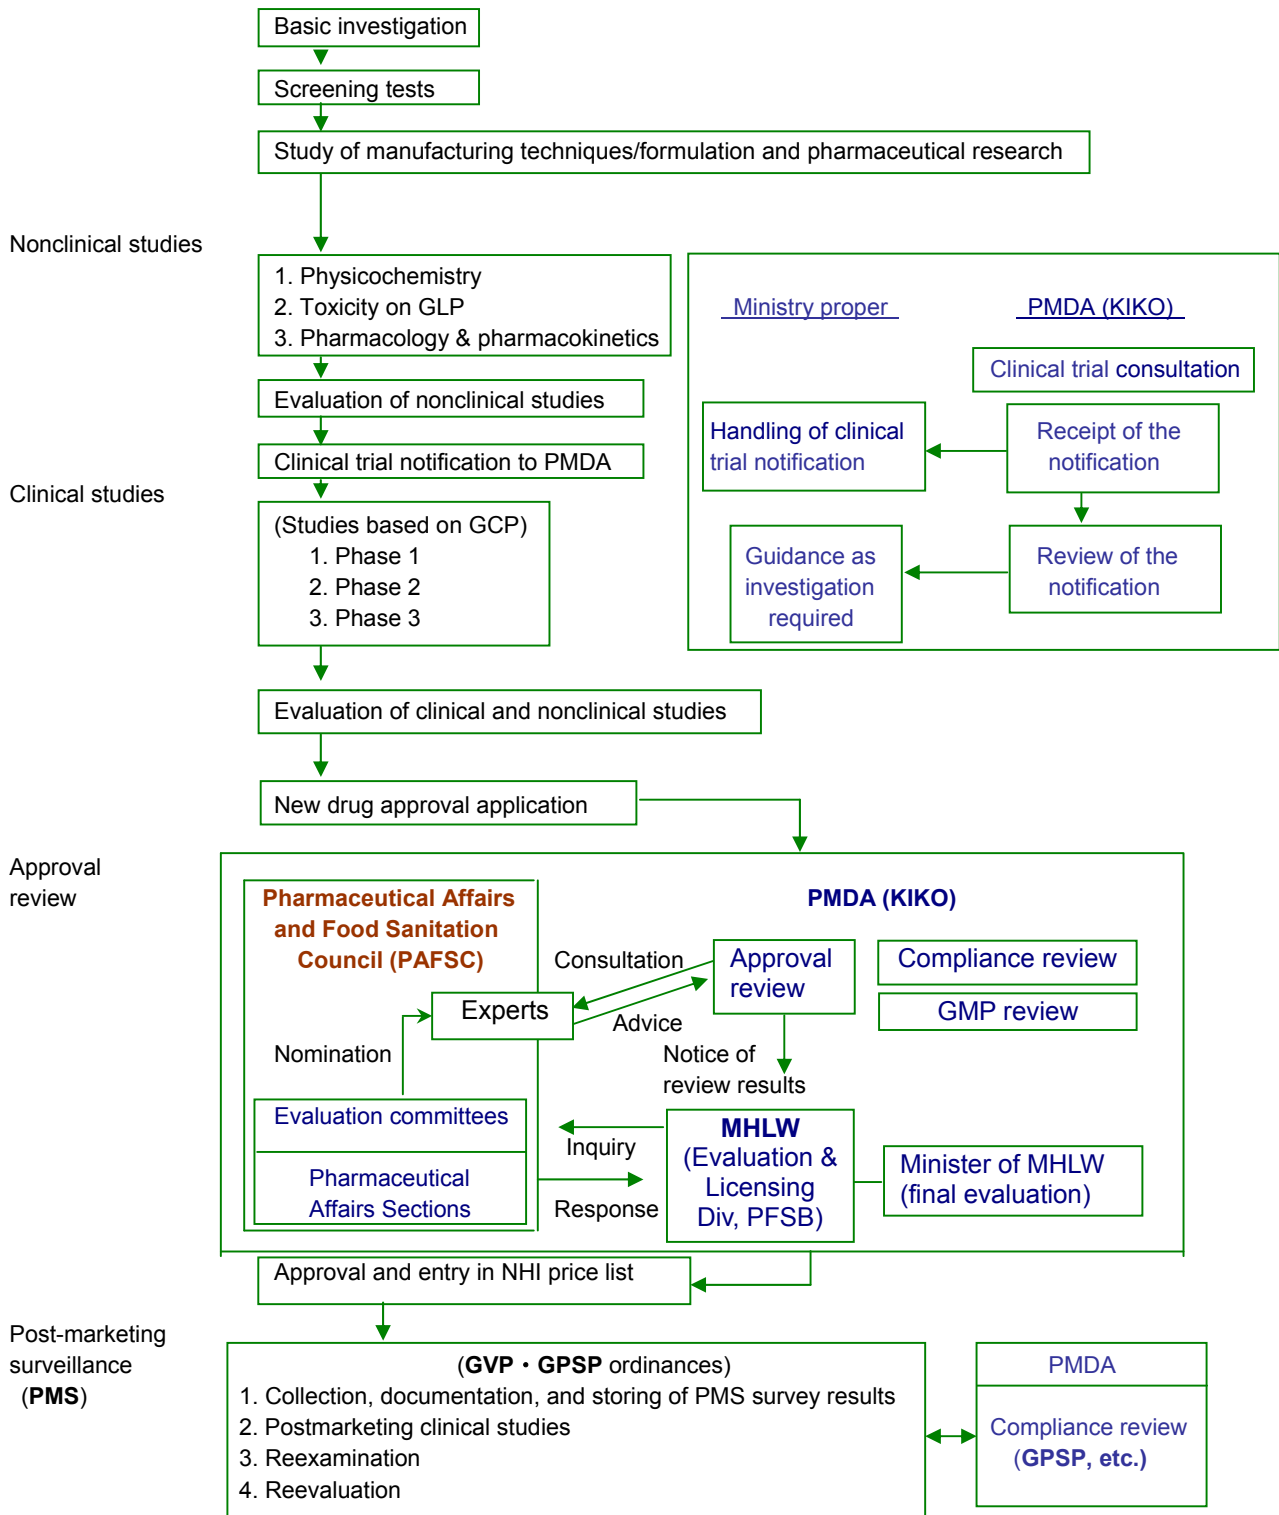 Basic investigation
Screening tests
Study of manufacturing techniques/formulation and pharmaceutical research
Nonclinical studies
1. Physicochemistry
2. Toxicity on GLP
3. Pharmacology & pharmacokinetics
Evaluation of nonclinical studies
Clinical trial notification to PMDA
Ministry proper
PMDA (KIKO)
Clinical trial consultation
Handling of clinical
trial notification
Receipt of the
notification
Guidance as
investigation
required
Review of the
notification
Clinical studies
(Studies based on GCP)
1. Phase 1
2. Phase 2
3. Phase 3
Evaluation of clinical and nonclinical studies
New drug approval application
Approval
review
Pharmaceutical Affairs
and Food Sanitation
Council (PAFSC)
PMDA (KIKO)
Consultation
Approval
review
Compliance review
GMP review
Experts
Advice
Nomination
Notice of
review results
Evaluation committees
Pharmaceutical
Affairs Sections
Inquiry
Response
MHLW
(Evaluation &
Licensing
Div, PFSB)
Minister of MHLW
(final evaluation)
Approval and entry in NHI price list
Post-marketing
surveillance
(PMS)
(GVP・GPSP ordinances)
1. Collection, documentation, and storing of PMS survey results
2. Postmarketing clinical studies
3. Reexamination
4. Reevaluation
PMDA
Compliance review
(GPSP, etc.)